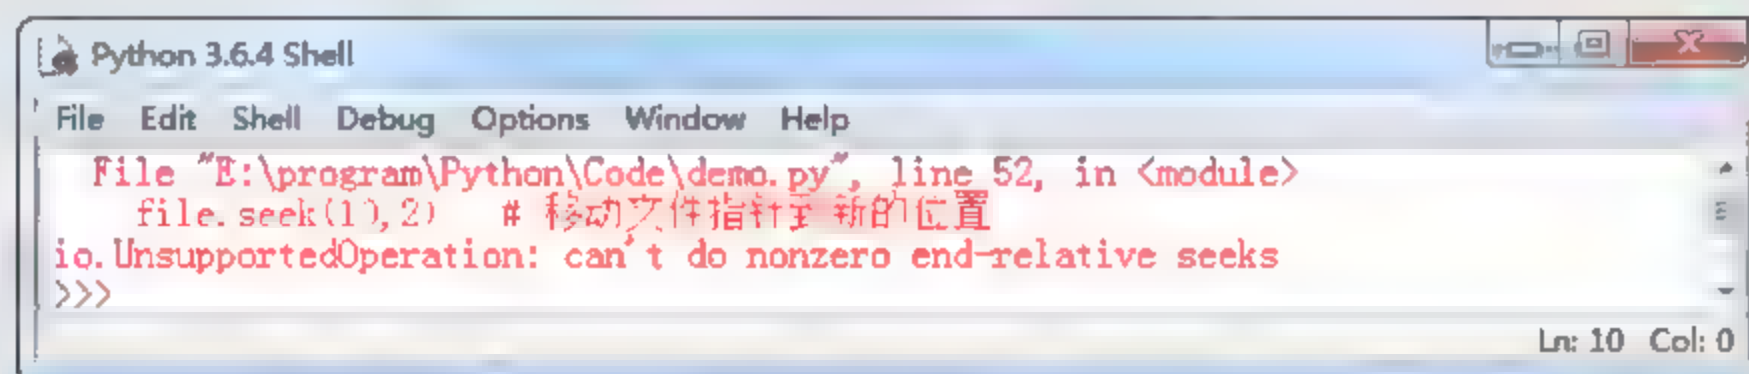 Python 3.6.4 Shell
File Edit Shell Debug Options Window Help
File "E:\program\Python\Code\demo.py", line 52, in <module>
file.seek(1),2) # 移动文件指针到新的位置
io.UnsupportedOperation: can't do nonzero end-relative seeks
>>>
Ln: 10 Col: 0